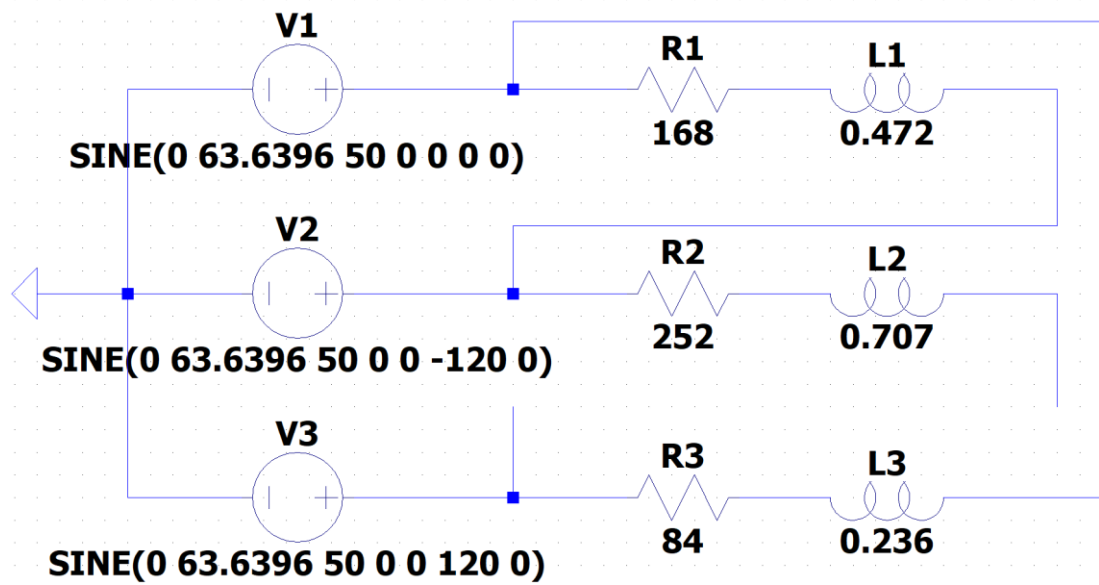 V1
R1
L1
168
0.472
SINE(0 63.6396 50 0 0 0 0)
V2
R2
L2
252
0.707
SINE(0 63.6396 50 0 0 -120 0)
V3
R3
L3
84
0.236
SINE(0 63.6396 50 0 0 120 0)